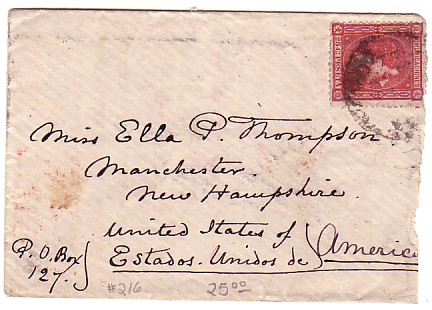 Miss Ella P. Thompson
Manchester
New Hampshire.
United States of
Estados Unidos de } America
P. O. Box
127. }
#216
25.00